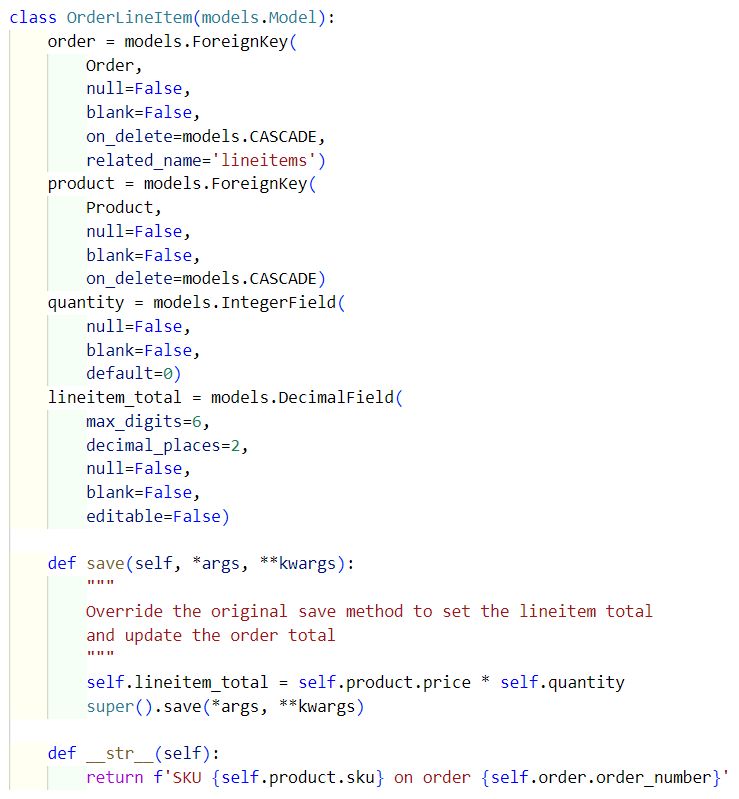 class OrderLineItem(models.Model):
    order = models.ForeignKey(
        Order,
        null=False,
        blank=False,
        on_delete=models.CASCADE,
        related_name='lineitems')
    product = models.ForeignKey(
        Product,
        null=False,
        blank=False,
        on_delete=models.CASCADE)
    quantity = models.IntegerField(
        null=False,
        blank=False,
        default=0)
    lineitem_total = models.DecimalField(
        max_digits=6,
        decimal_places=2,
        null=False,
        blank=False,
        editable=False)

    def save(self, *args, **kwargs):
        """
        Override the original save method to set the lineitem total
        and update the order total
        """
        self.lineitem_total = self.product.price * self.quantity
        super().save(*args, **kwargs)

    def __str__(self):
        return f'SKU {self.product.sku} on order {self.order.order_number}'